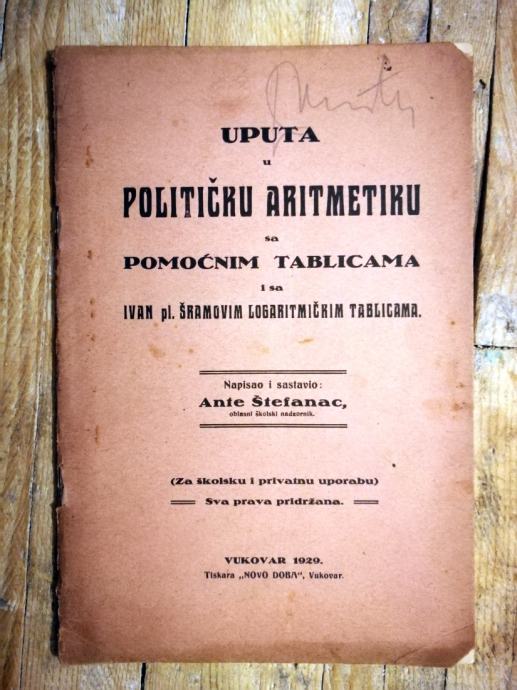 UPUTA
u
POLITIČKU ARITMETIKU
sa
POMOĆNIM TABLICAMA
i sa
IVAN pl. ŠRAMOVIM LOGARITMIČKIM TABLICAMA.
Napisao i sastavio:
Ante Štefanac,
oblasni školski nadzornik.
(Za školsku i privatnu uporabu)
Sva prava pridržana.
VUKOVAR 1929.
Tiskara „NOVO DOBA“, Vukovar.